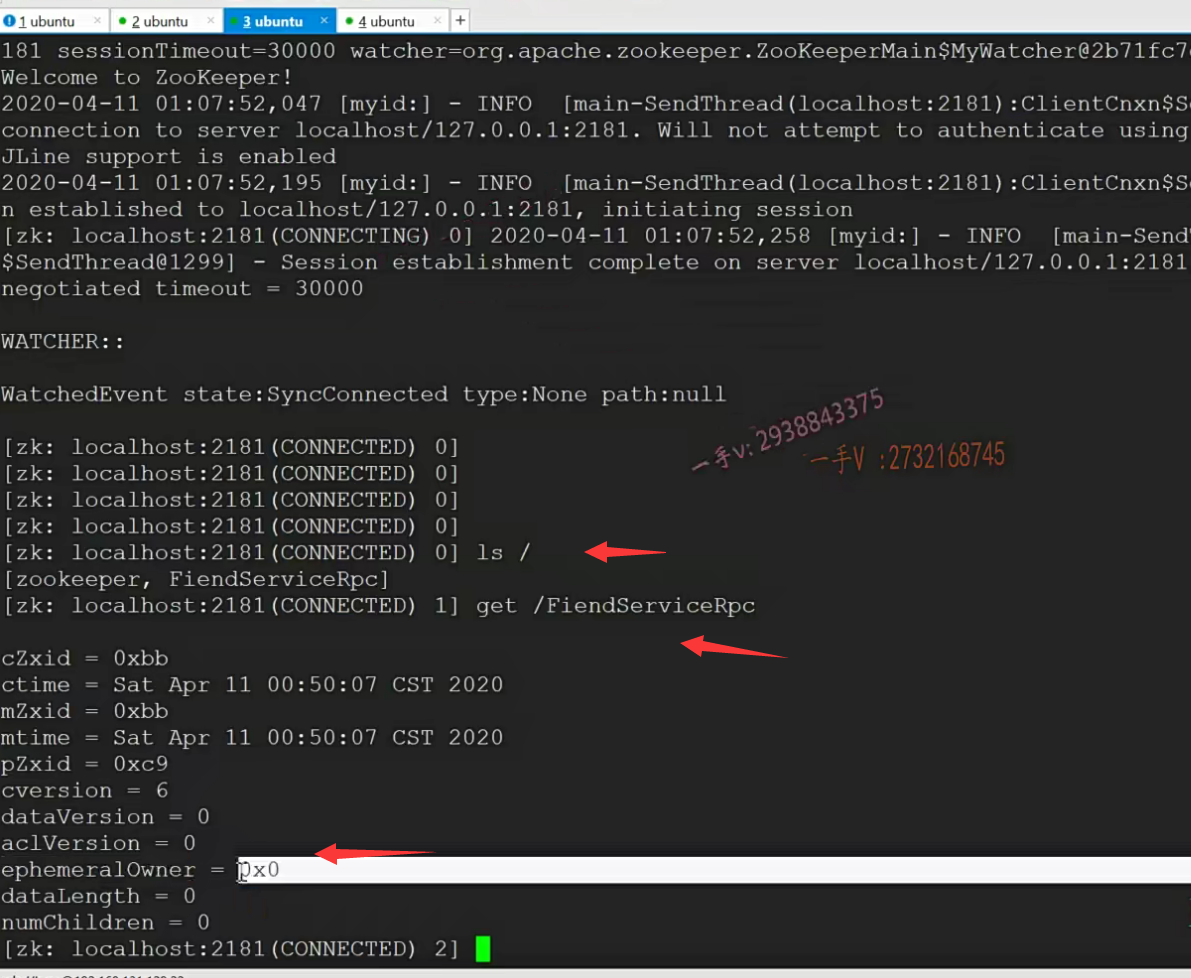 1 ubuntu × 2 ubuntu × 3 ubuntu × 4 ubuntu × +
181 sessionTimeout=30000 watcher=org.apache.zookeeper.ZooKeeperMain$MyWatcher@2b71fc7
Welcome to ZooKeeper!
2020-04-11 01:07:52,047 [myid:] - INFO  [main-SendThread(localhost:2181):ClientCnxn$S
connection to server localhost/127.0.0.1:2181. Will not attempt to authenticate using
JLine support is enabled
2020-04-11 01:07:52,195 [myid:] - INFO  [main-SendThread(localhost:2181):ClientCnxn$S
n established to localhost/127.0.0.1:2181, initiating session
[zk: localhost:2181(CONNECTING) 0] 2020-04-11 01:07:52,258 [myid:] - INFO  [main-Send
$SendThread@1299] - Session establishment complete on server localhost/127.0.0.1:2181
negotiated timeout = 30000
WATCHER::
WatchedEvent state:SyncConnected type:None path:null
一手v:2938843375
一手V :2732168745
[zk: localhost:2181(CONNECTED) 0]
[zk: localhost:2181(CONNECTED) 0]
[zk: localhost:2181(CONNECTED) 0]
[zk: localhost:2181(CONNECTED) 0]
[zk: localhost:2181(CONNECTED) 0] ls /
[zookeeper, FiendServiceRpc]
[zk: localhost:2181(CONNECTED) 1] get /FiendServiceRpc
cZxid = 0xbb
ctime = Sat Apr 11 00:50:07 CST 2020
mZxid = 0xbb
mtime = Sat Apr 11 00:50:07 CST 2020
pZxid = 0xc9
cversion = 6
dataVersion = 0
aclVersion = 0
ephemeralOwner = 0x0
dataLength = 0
numChildren = 0
[zk: localhost:2181(CONNECTED) 2]